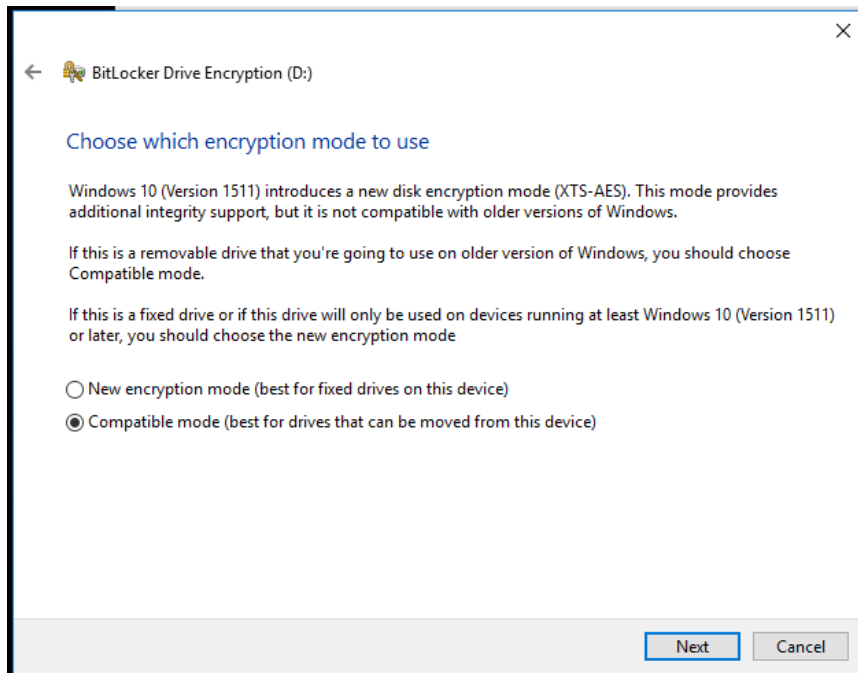 BitLocker Drive Encryption (D:)
Choose which encryption mode to use
Windows 10 (Version 1511) introduces a new disk encryption mode (XTS-AES). This mode provides
additional integrity support, but it is not compatible with older versions of Windows.
If this is a removable drive that you're going to use on older version of Windows, you should choose
Compatible mode.
If this is a fixed drive or if this drive will only be used on devices running at least Windows 10 (Version 1511)
or later, you should choose the new encryption mode
New encryption mode (best for fixed drives on this device)
Compatible mode (best for drives that can be moved from this device)
Next Cancel